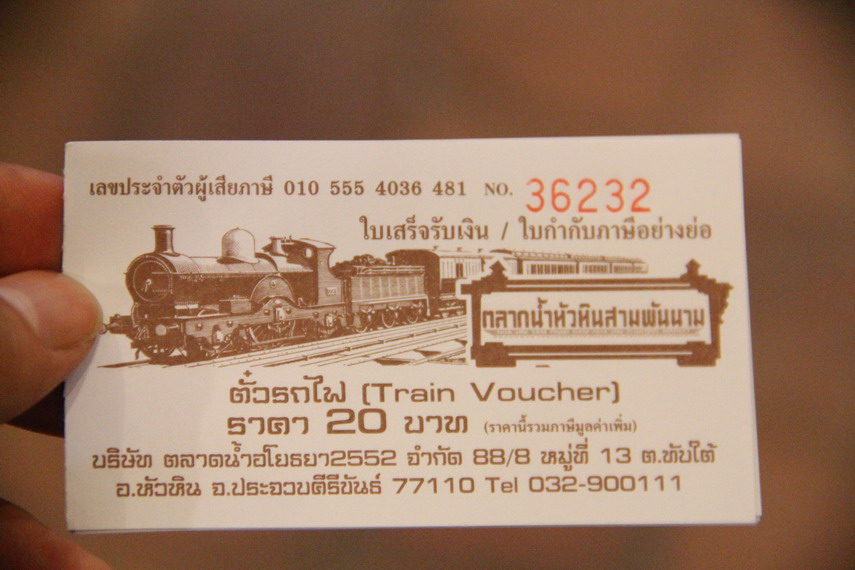 เลขประจำตัวผู้เสียภาษี 010 555 4036 481 NO. 36232
ใบเสร็จรับเงิน / ใบกำกับภาษีอย่างย่อ
ตลาดน้ำหัวหินสามพันนาม
ตั๋วรถไฟ (Train Voucher)
ราคา 20 บาท (ราคานี้รวมภาษีมูลค่าเพิ่ม)
บริษัท ตลาดน้ำอโยธยา2552 จำกัด 88/8 หมู่ที่ 13 ต.ทับใต้
อ.หัวหิน จ.ประจวบคีรีขันธ์ 77110 Tel 032-900111